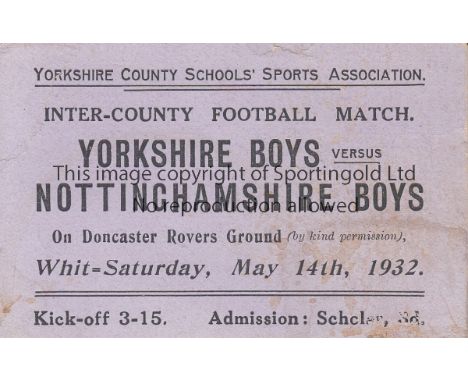 YORKSHIRE COUNTY SCHOOLS' SPORTS ASSOCIATION.
INTER-COUNTY FOOTBALL MATCH.
YORKSHIRE BOYS VERSUS
This image copyright of Sportingold Ltd
NOTTINGHAMSHIRE BOYS
No reproduction allowed
On Doncaster Rovers Ground (by kind permission),
Whit=Saturday, May 14th, 1932.
Kick-off 3-15. Admission: Scholar,